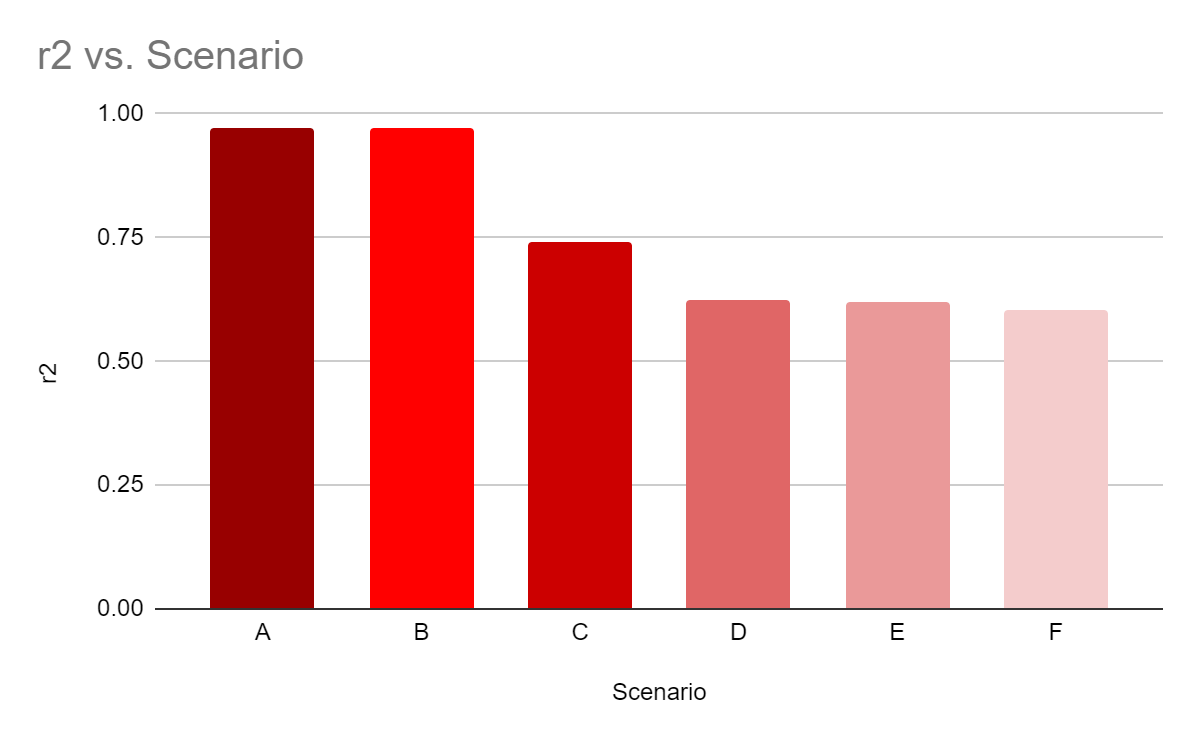 r2 vs. Scenario
1.00
0.75
0.50
0.25
0.00
r2
A B C D E F
Scenario